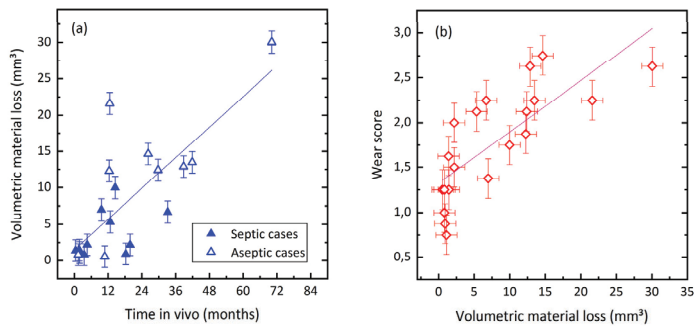 (a)
Volumetric material loss (mm³)
35
30
25
20
15
10
5
0
0 12 24 36 48 60 72 84
Time in vivo (months)
Septic cases
Aseptic cases
(b)
Wear score
3,0
2,5
2,0
1,5
1,0
0,5
0 5 10 15 20 25 30 35
Volumetric material loss (mm³)